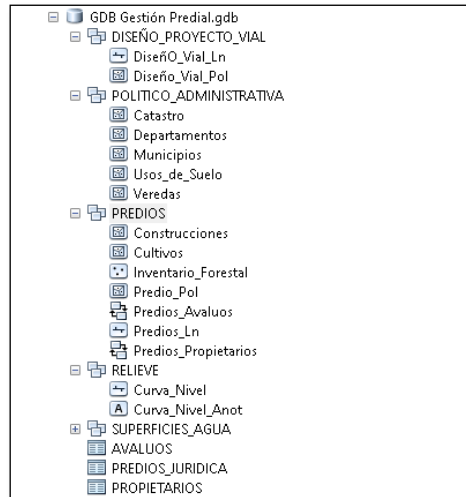 GDB Gestión Predial.gdb
DISEÑO_PROYECTO_VIAL
DiseñO_Vial_Ln
Diseño_Vial_Pol
POLITICO_ADMINISTRATIVA
Catastro
Departamentos
Municipios
Usos_de_Suelo
Veredas
PREDIOS
Construcciones
Cultivos
Inventario_Forestal
Predio_Pol
Predios_Avaluos
Predios_Ln
Predios_Propietarios
RELIEVE
Curva_Nivel
A Curva_Nivel_Anot
SUPERFICIES_AGUA
AVALUOS
PREDIOS_JURIDICA
PROPIETARIOS